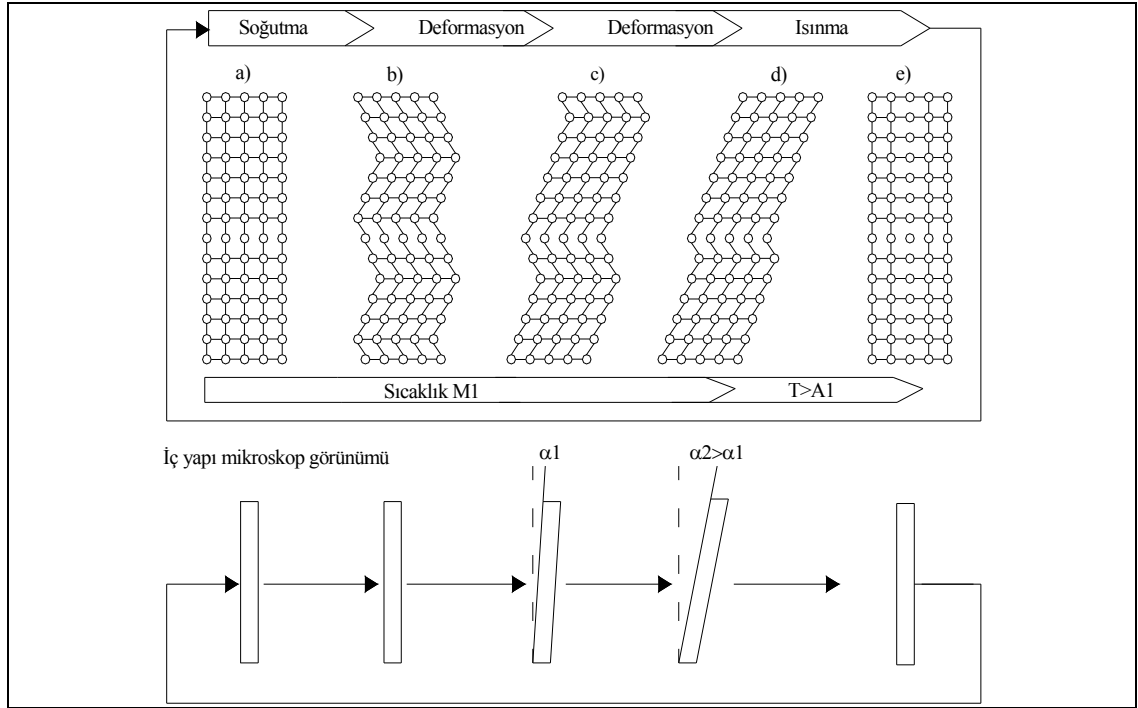 Soğutma Deformasyon Deformasyon Isınma
a) b) c) d) e)
Sıcaklık M1 T>A1
İç yapı mikroskop görünümü
α1 α2>α1